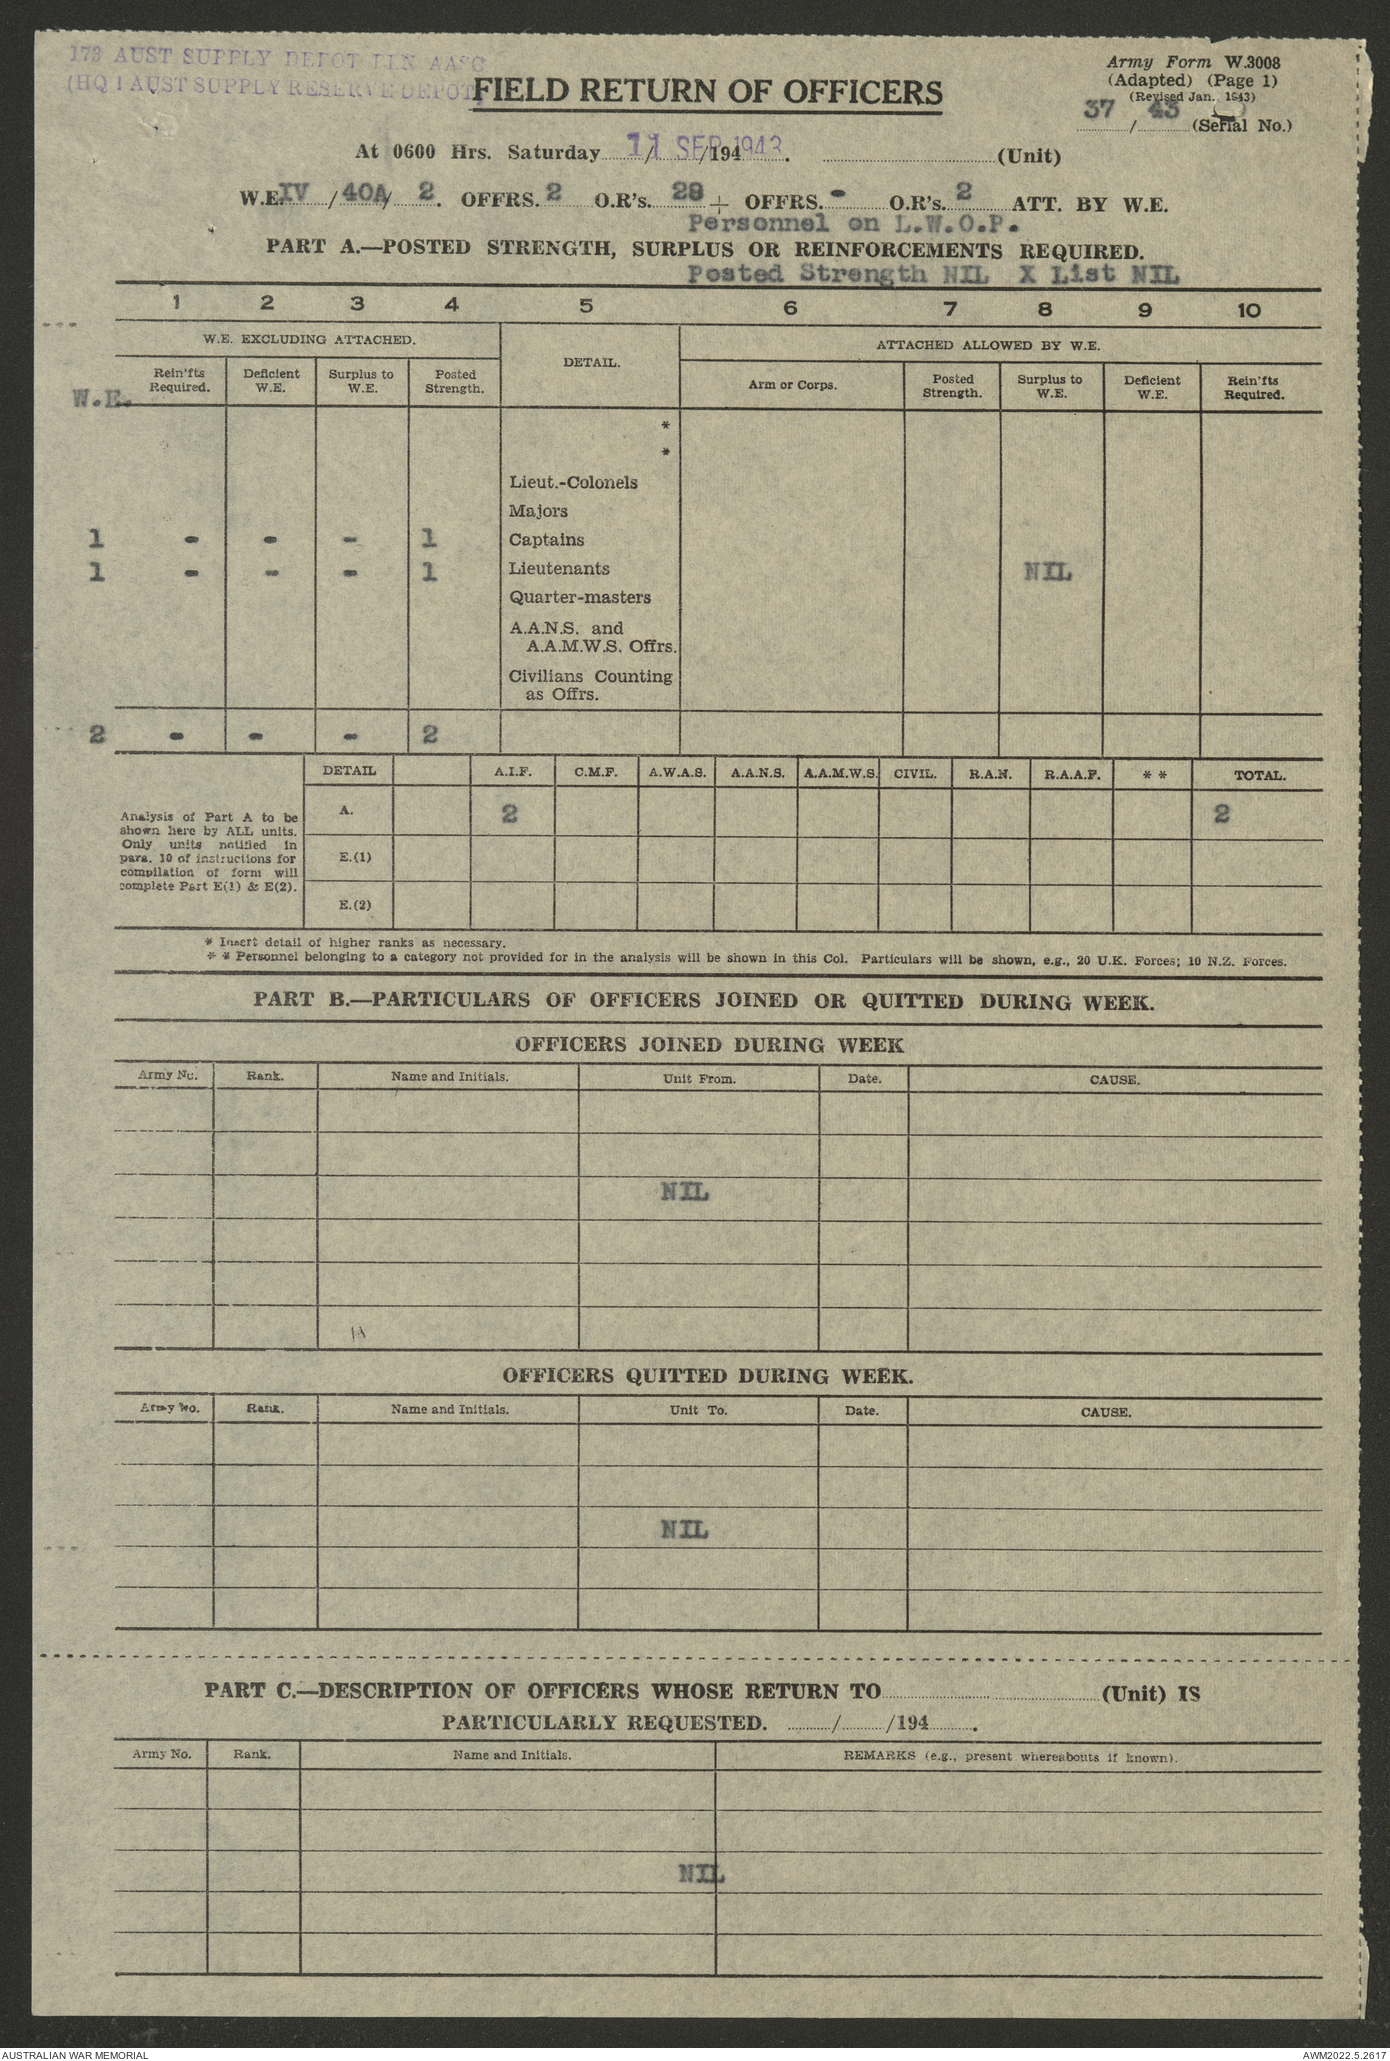 173 AUST SUPPLY DEPOT PLN AASC
(HQ 1 AUST SUPPLY RESERVE DEPOT)
FIELD RETURN OF OFFICERS
Army Form W.3008
(Adapted) (Page 1)
(Revised Jan. 1943)
37 / 43 (Serial No.)
At 0600 Hrs. Saturday 11 SEP 1943 /194 . (Unit)
W.E. IV / 40A/ 2. OFFRS. 2 O.R's. 28 + OFFRS. - O.R's. 2 ATT. BY W.E.
Personnel on L.W.O.P.
PART A.—POSTED STRENGTH, SURPLUS OR REINFORCEMENTS REQUIRED.
Posted Strength NIL X List NIL
1 2 3 4 5 6 7 8 9 10
W.E. EXCLUDING ATTACHED. DETAIL. ATTACHED ALLOWED BY W.E.
Rein'fts Required. Deficient W.E. Surplus to W.E. Posted Strength. Arm or Corps. Posted Strength. Surplus to W.E. Deficient W.E. Rein'fts Required.
W.E.
*
*
Lieut.-Colonels
Majors
1 - - - 1 Captains
1 - - - 1 Lieutenants NIL
Quarter-masters
A.A.N.S. and
A.A.M.W.S. Offrs.
Civilians Counting
as Offrs.
2 - - - 2
DETAIL A.I.F. C.M.F. A.W.A.S. A.A.N.S. A.A.M.W.S. CIVIL. R.A.N. R.A.A.F. * * TOTAL.
Analysis of Part A to be
shown here by ALL units.
Only units notified in
para. 10 of instructions for
compilation of form will
complete Part E(1) & E(2).
A. 2 2
E.(1)
E.(2)
* Insert detail of higher ranks as necessary.
* * Personnel belonging to a category not provided for in the analysis will be shown in this Col. Particulars will be shown, e.g., 20 U.K. Forces; 10 N.Z. Forces.
PART B.—PARTICULARS OF OFFICERS JOINED OR QUITTED DURING WEEK.
OFFICERS JOINED DURING WEEK
Army No. Rank. Name and Initials. Unit From. Date. CAUSE.
NIL
OFFICERS QUITTED DURING WEEK.
Army No. Rank. Name and Initials. Unit To. Date. CAUSE.
NIL
PART C.—DESCRIPTION OF OFFICERS WHOSE RETURN TO (Unit) IS
PARTICULARLY REQUESTED. / /194 .
Army No. Rank. Name and Initials. REMARKS (e.g., present whereabouts if known).
NIL
AUSTRALIAN WAR MEMORIAL AWM2022.5.2617